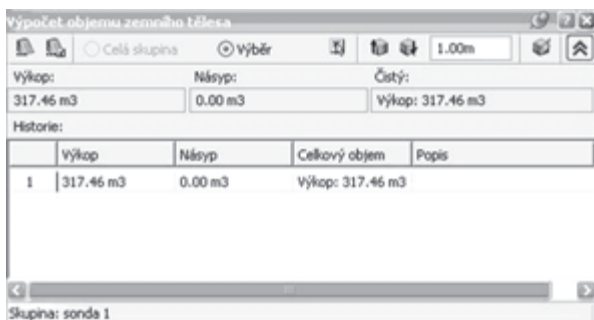 Výpočet objemu zemního tělesa
Celá skupina Výběr 1.00m
Výkop: Násyp: Čistý:
317.46 m3 0.00 m3 Výkop: 317.46 m3
Historie:
Výkop Násyp Celkový objem Popis
1 317.46 m3 0.00 m3 Výkop: 317.46 m3
Skupina: sonda 1